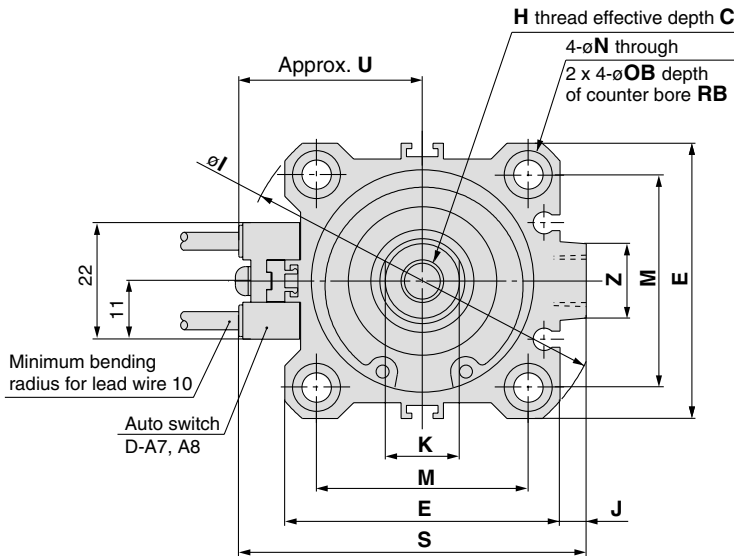 H thread effective depth C
4-øN through
2 x 4-øOB depth
of counter bore RB
Approx. U
øI
22
11
Z
M
E
Minimum bending
radius for lead wire 10
Auto switch
D-A7, A8
K
M
E
J
S